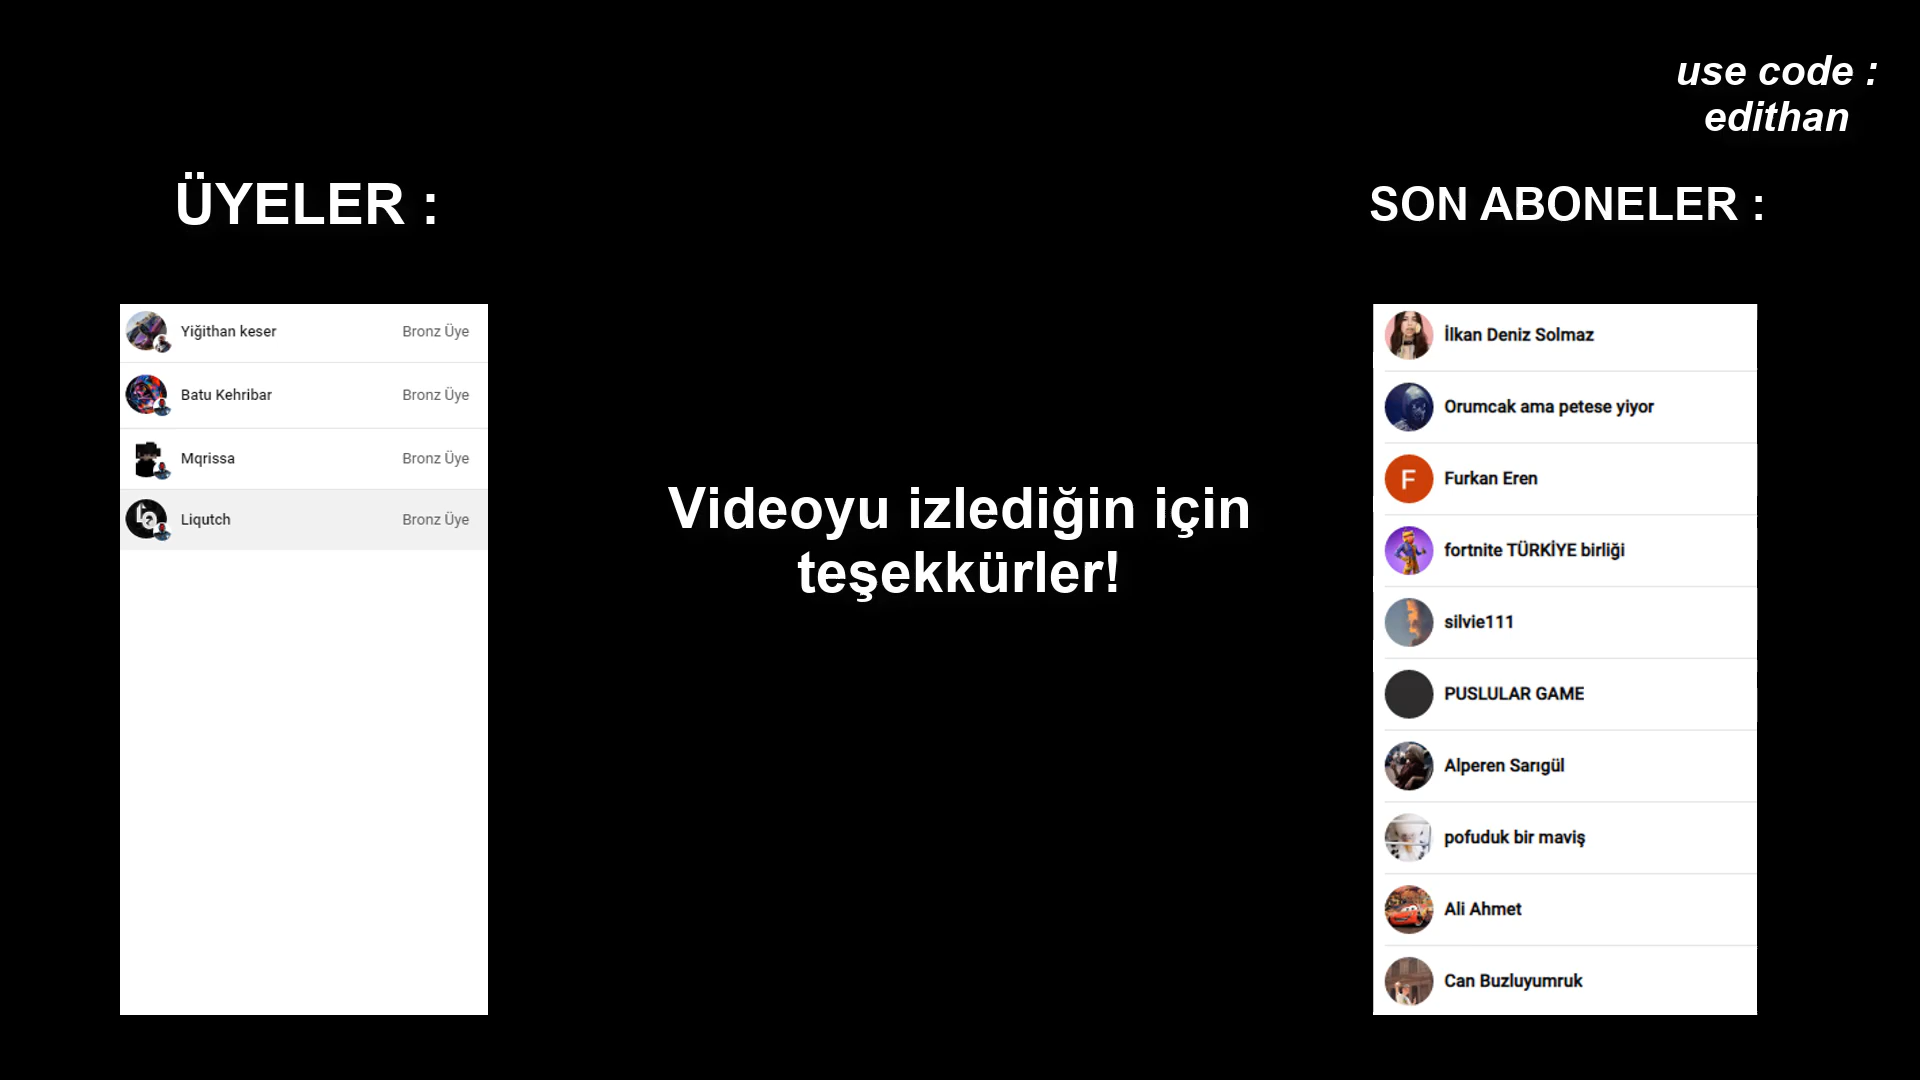 use code :
edithan
ÜYELER :
Yiğithan keser Bronz Üye
Batu Kehribar Bronz Üye
Mqrissa Bronz Üye
Liqutch Bronz Üye
Videoyu izlediğin için
teşekkürler!
SON ABONELER :
İlkan Deniz Solmaz
Orumcak ama petese yiyor
F
Furkan Eren
fortnite TÜRKİYE birliği
silvie111
PUSLULAR GAME
Alperen Sarıgül
pofuduk bir maviş
Ali Ahmet
Can Buzluyumruk